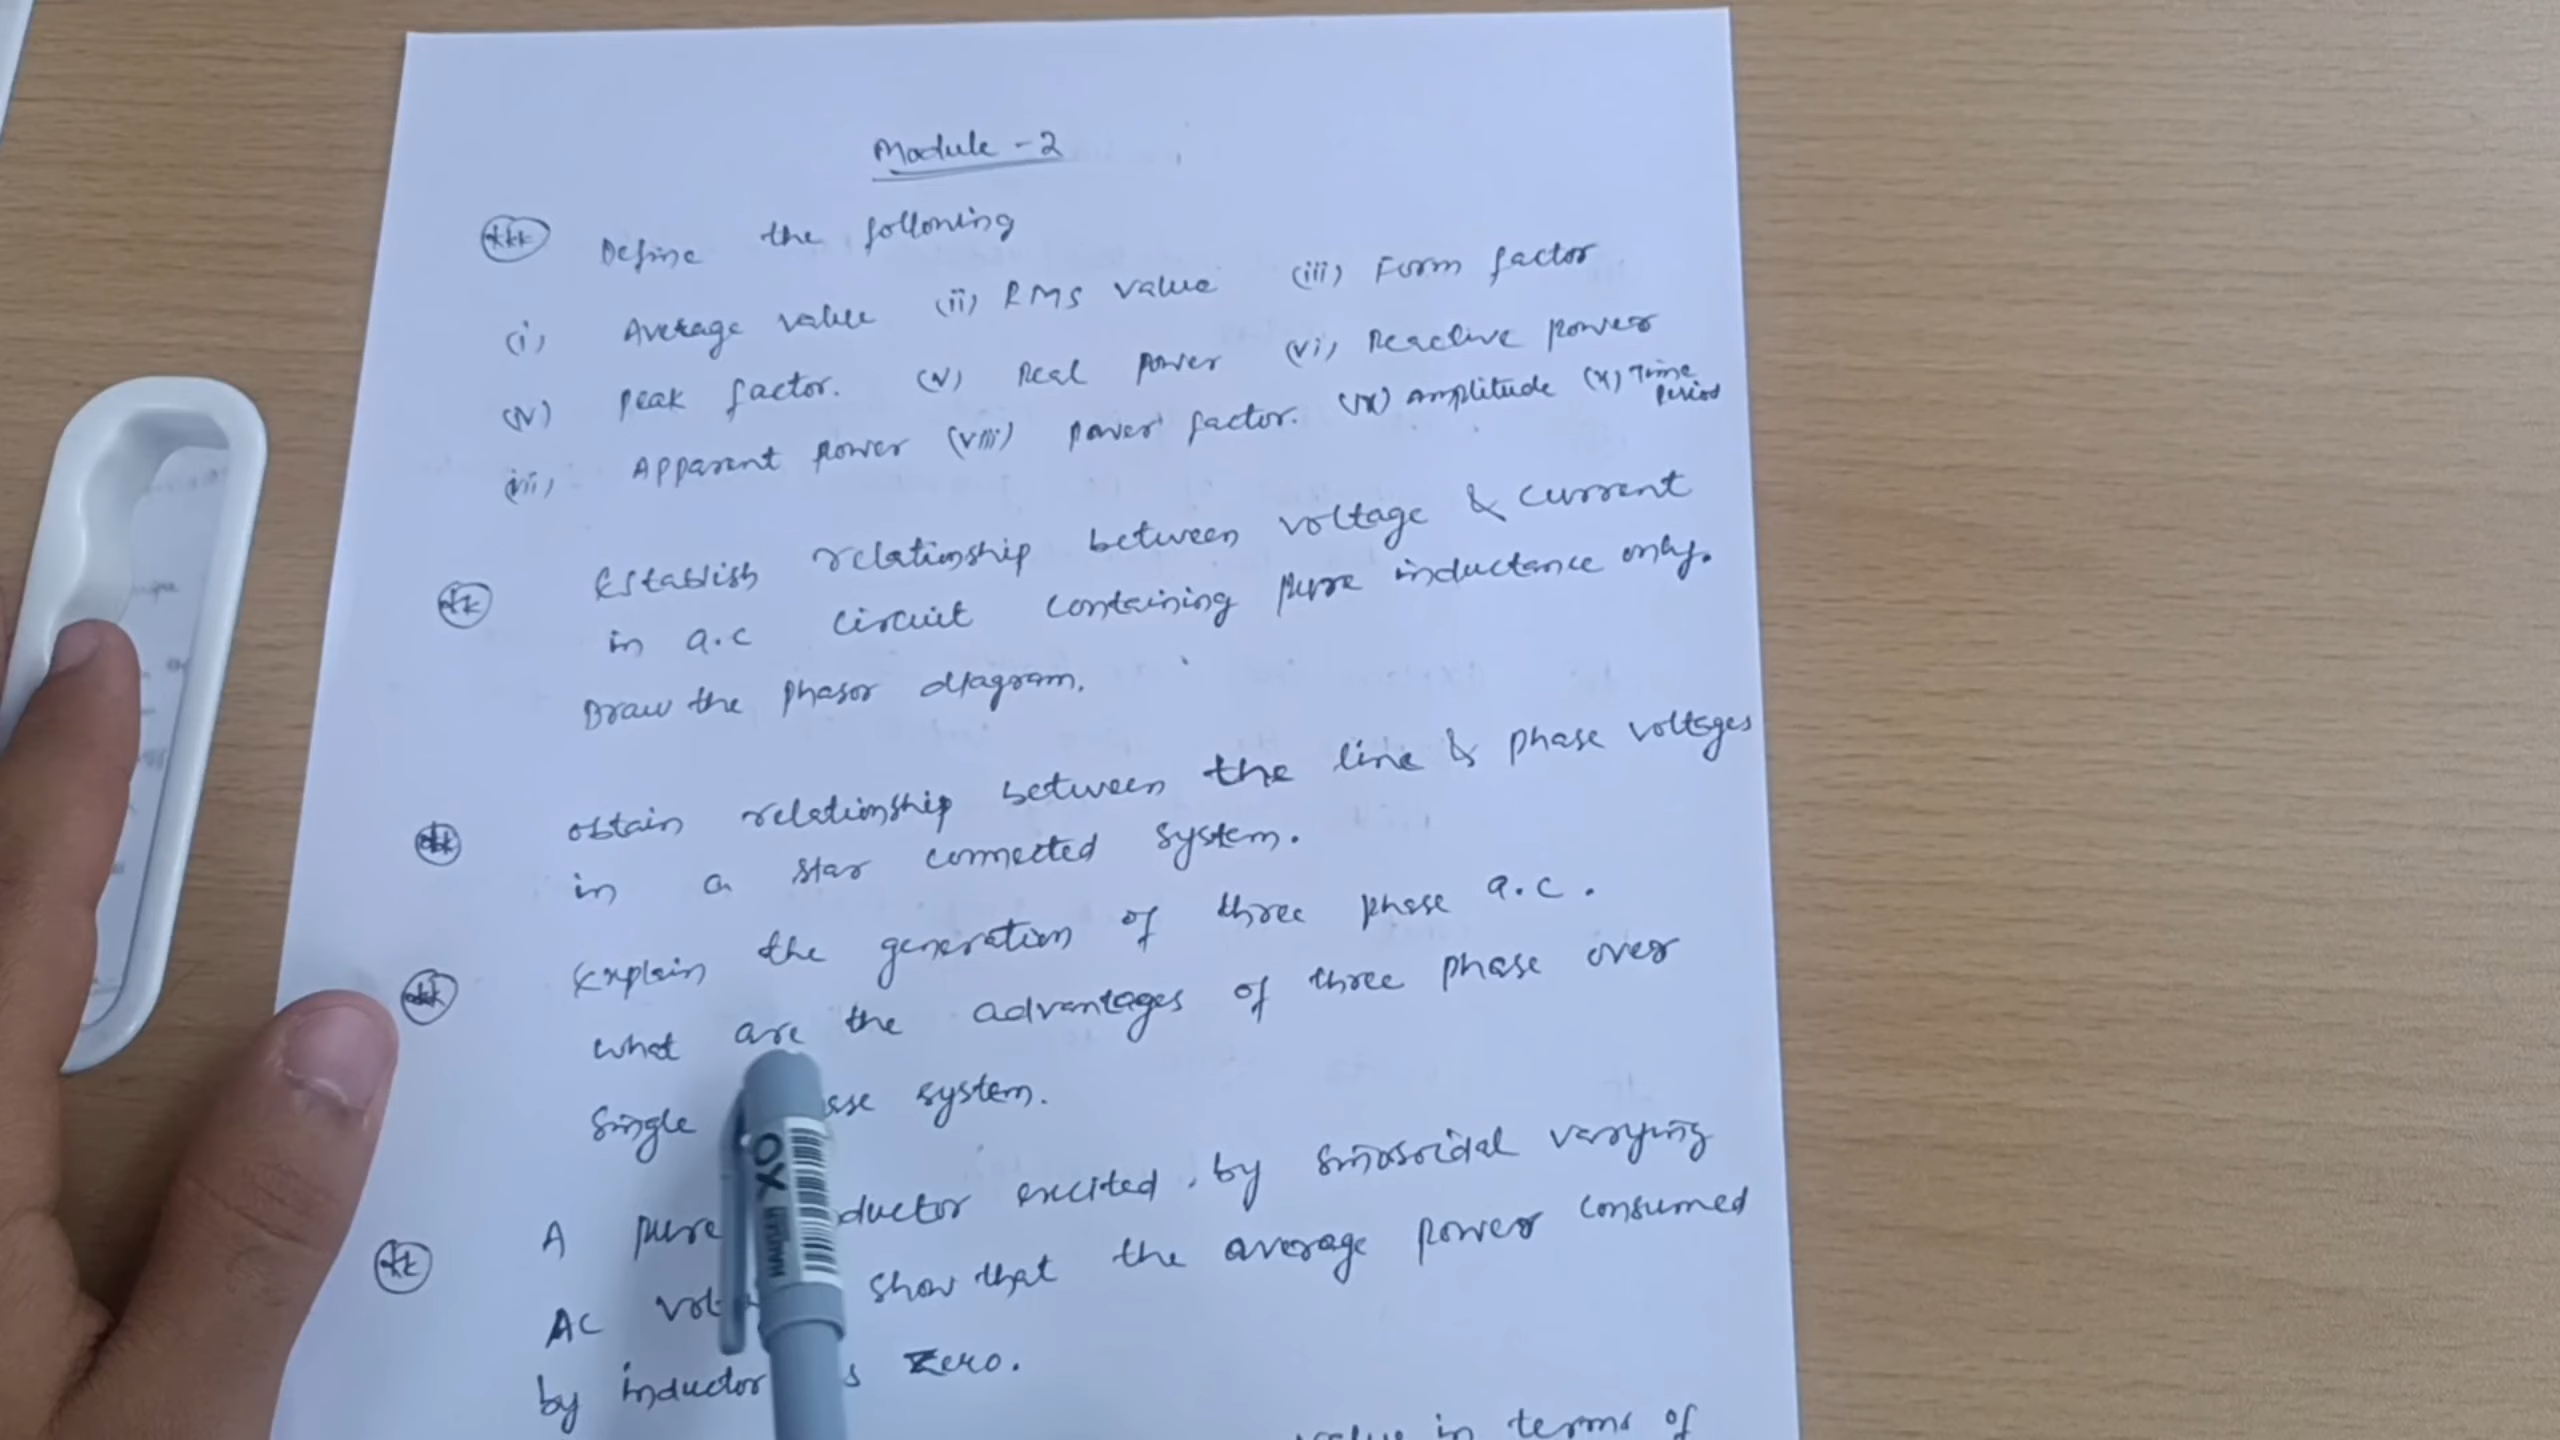 Module - 2
*** Define the following
(i) Average value (ii) RMS value (iii) Form factor
(iv) peak factor. (v) Real power (vi) Reactive power
(vii) Apparent power (viii) power factor. (ix) amplitude (x) Time period
** Establish relationship between voltage & current
in a.c circuit containing pure inductance only.
Draw the phasor diagram.
** obtain relationship between the line & phase voltages
in a star connected system.
** Explain the generation of three phase a.c.
what are the advantages of three phase over
single system.
** A pure excited by sinosoidal varying
AC show that the average power consumed
by inductor zero.
in terms of
OX